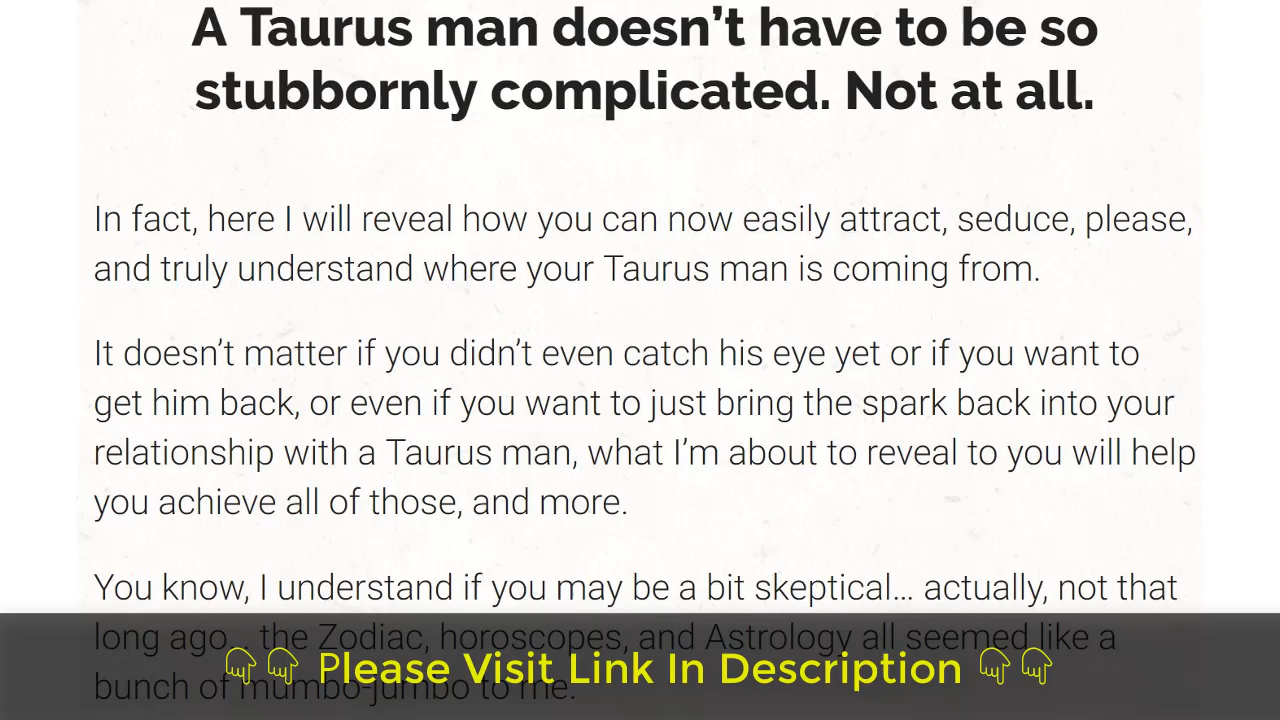 A Taurus man doesn’t have to be so
stubbornly complicated. Not at all.
In fact, here I will reveal how you can now easily attract, seduce, please,
and truly understand where your Taurus man is coming from.
It doesn’t matter if you didn’t even catch his eye yet or if you want to
get him back, or even if you want to just bring the spark back into your
relationship with a Taurus man, what I’m about to reveal to you will help
you achieve all of those, and more.
You know, I understand if you may be a bit skeptical… actually, not that
long ago… the Zodiac, horoscopes, and Astrology all seemed like a
bunch of mumbo-jumbo to me.
Please Visit Link In Description